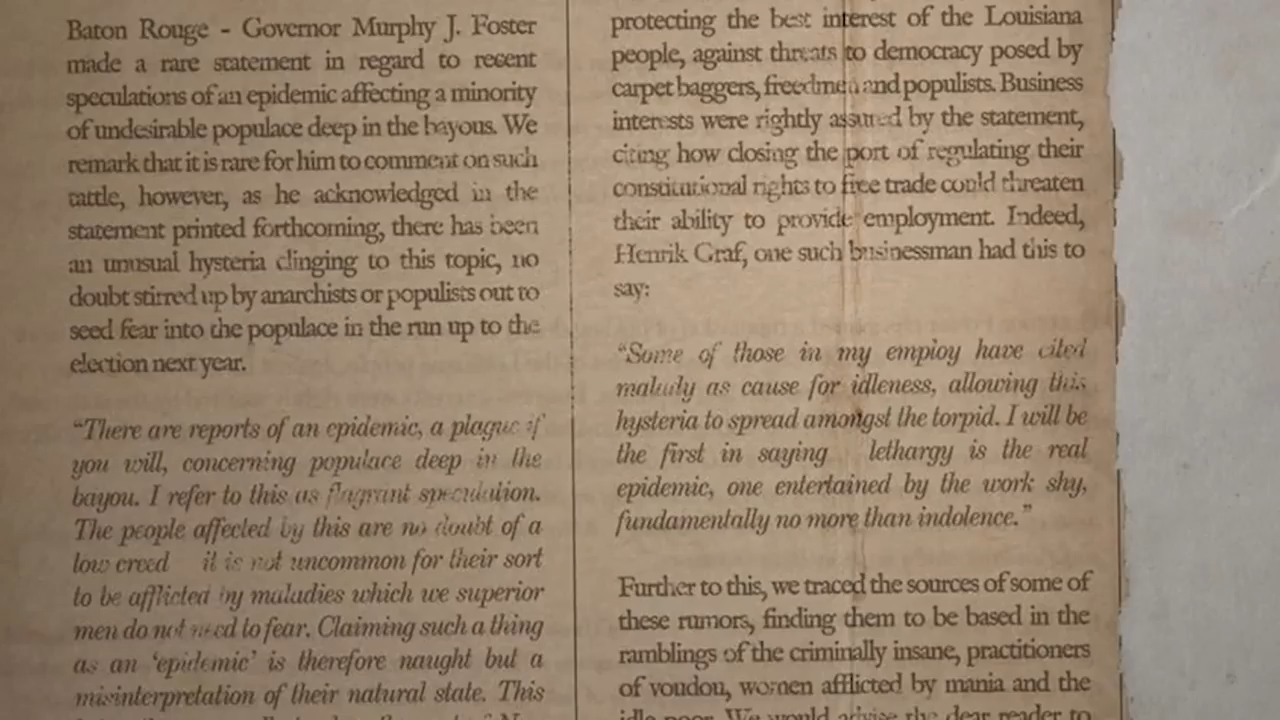 Baton Rouge - Governor Murphy J. Foster
made a rare statement in regard to recent
speculations of an epidemic affecting a minority
of undesirable populace deep in the bayous. We
remark that it is rare for him to comment on such
tattle, however, as he acknowledged in the
statement printed forthcoming, there has been
an unusual hysteria clinging to this topic, no
doubt stirred up by anarchists or populists out to
seed fear into the populace in the run up to the
election next year.
“There are reports of an epidemic, a plague if
you will, concerning populace deep in the
bayou. I refer to this as flagrant speculation.
The people affected by this are no doubt of a
low creed it is not uncommon for their sort
to be afflicted by maladies which we superior
men do not need to fear. Claiming such a thing
as an ‘epidemic’ is therefore naught but a
misinterpretation of their natural state. This
protecting the best interest of the Louisiana
people, against threats to democracy posed by
carpet baggers, freedmen and populists. Business
interests were rightly assured by the statement,
citing how closing the port of regulating their
constitutional rights to free trade could threaten
their ability to provide employment. Indeed,
Henrik Graf, one such businessman had this to
say:
“Some of those in my employ have cited
malady as cause for idleness, allowing this
hysteria to spread amongst the torpid. I will be
the first in saying lethargy is the real
epidemic, one entertained by the work shy,
fundamentally no more than indolence.”
Further to this, we traced the sources of some of
these rumors, finding them to be based in the
ramblings of the criminally insane, practitioners
of voudou, women afflicted by mania and the
idle poor. We would advise the dear reader to